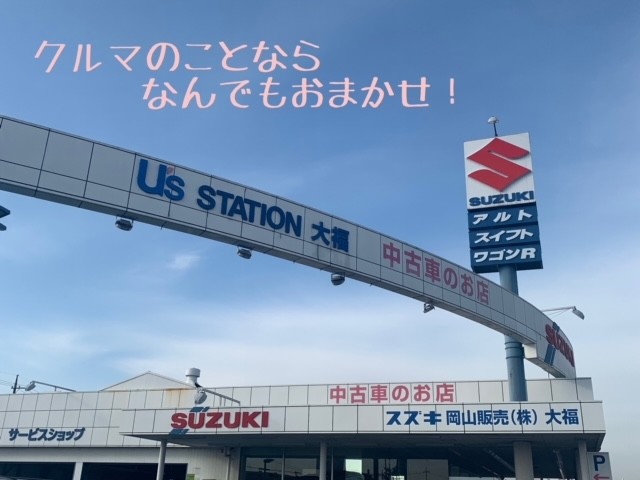 クルマのことなら
なんでもおまかせ！
U's STATION 大福
中古車のお店
SUZUKI
アルト
スイフト
ワゴンR
SUZUKI
中古車のお店
SUZUKI
スズキ岡山販売(株) 大福
サービスショップ
P